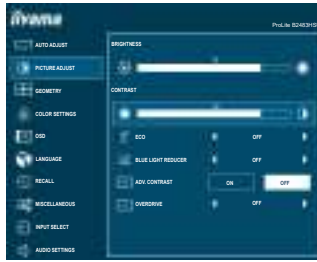 iiyama
ProLite B2483HS
AUTO ADJUST
PICTURE ADJUST
GEOMETRY
COLOR SETTINGS
OSD
LANGUAGE
RECALL
MISCELLANEOUS
INPUT SELECT
AUDIO SETTINGS
BRIGHTNESS
CONTRAST
ECO OFF
BLUE LIGHT REDUCER OFF
ADV. CONTRAST ON OFF
OVERDRIVE OFF